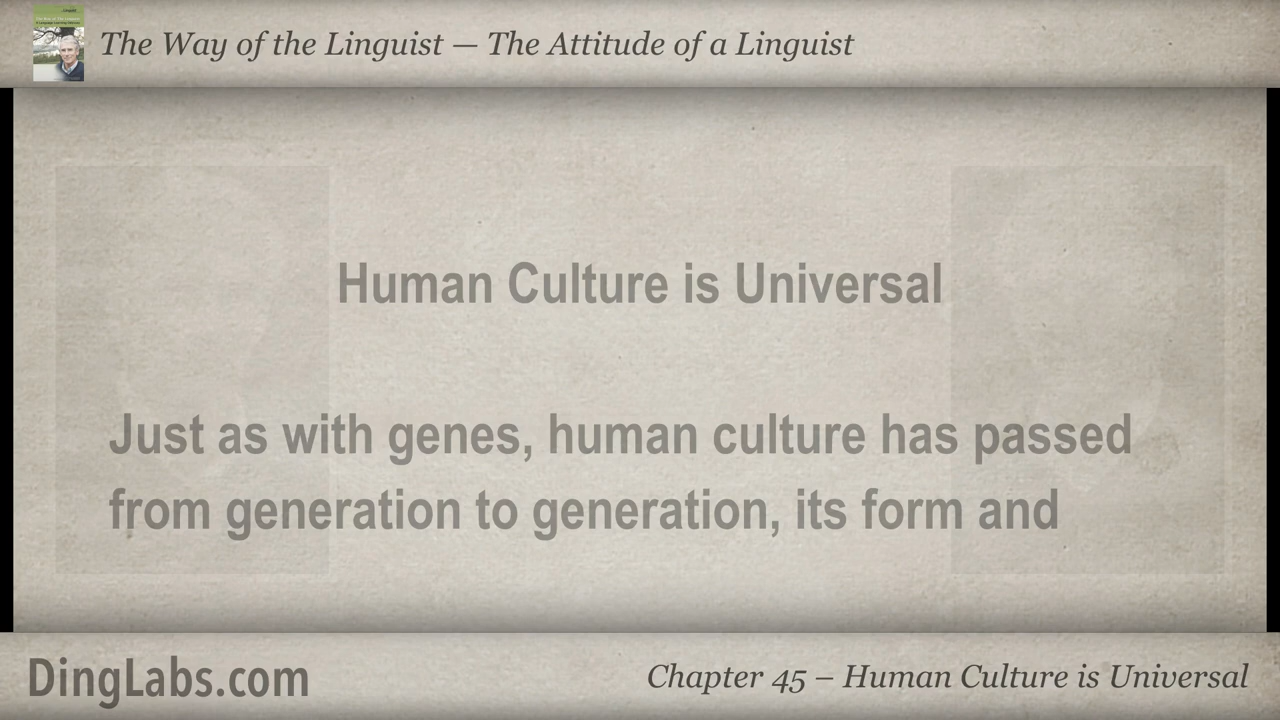 The Way of the Linguist — The Attitude of a Linguist
Human Culture is Universal
Just as with genes, human culture has passed
from generation to generation, its form and
DingLabs.com
Chapter 45 – Human Culture is Universal